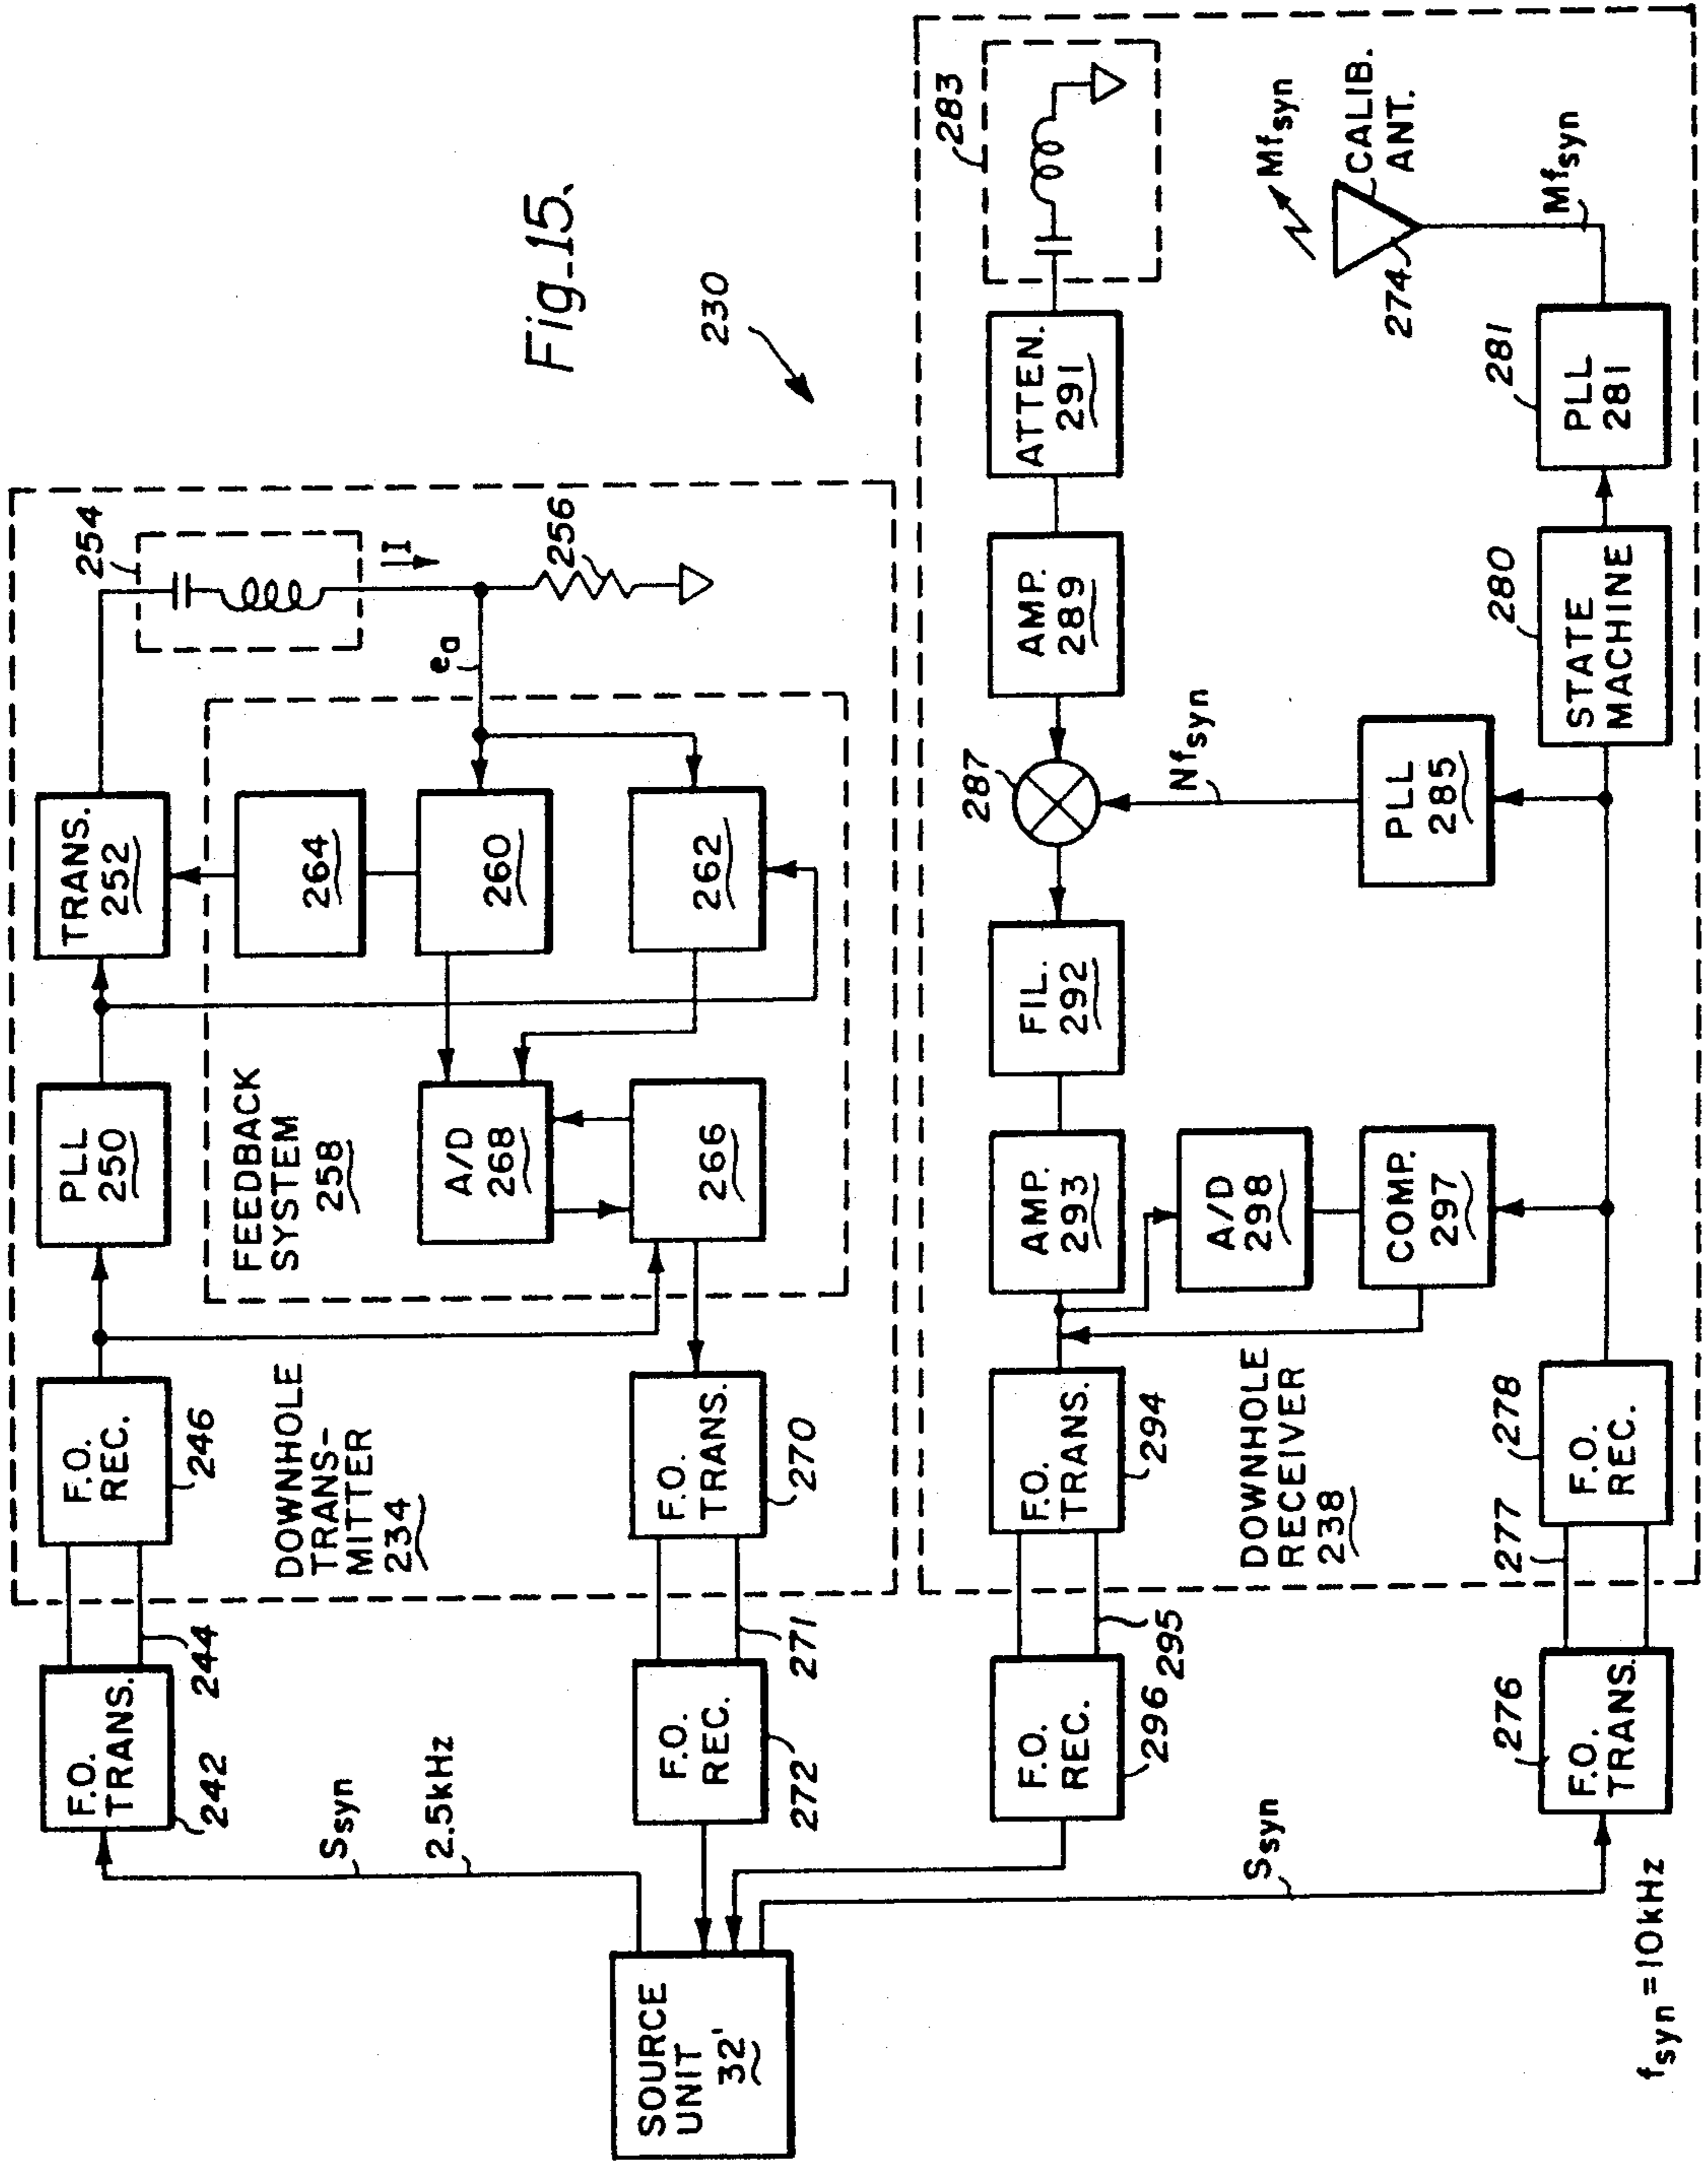 Fig_15.
230
SOURCE
UNIT
32'
Ssyn
2.5kHz
F.O.
TRANS.
242
244
F.O.
REC.
246
PLL
250
TRANS.
252
254
I
256
ea
DOWNHOLE
TRANS-
MITTER
234
FEEDBACK
SYSTEM
258
264
260
262
A/D
268
266
F.O.
TRANS.
270
271
F.O.
REC.
272
F.O.
REC.
296
295
F.O.
TRANS.
294
AMP.
293
FIL.
292
287
AMP.
289
ATTEN.
291
283
A/D
298
COMP.
297
Nfsyn
PLL
285
DOWNHOLE
RECEIVER
238
Ssyn
fsyn=10kHz
F.O.
TRANS.
276
277
F.O.
REC.
278
STATE
MACHINE
280
PLL
281
281
Mfsyn
274
CALIB.
ANT.
Mfsyn